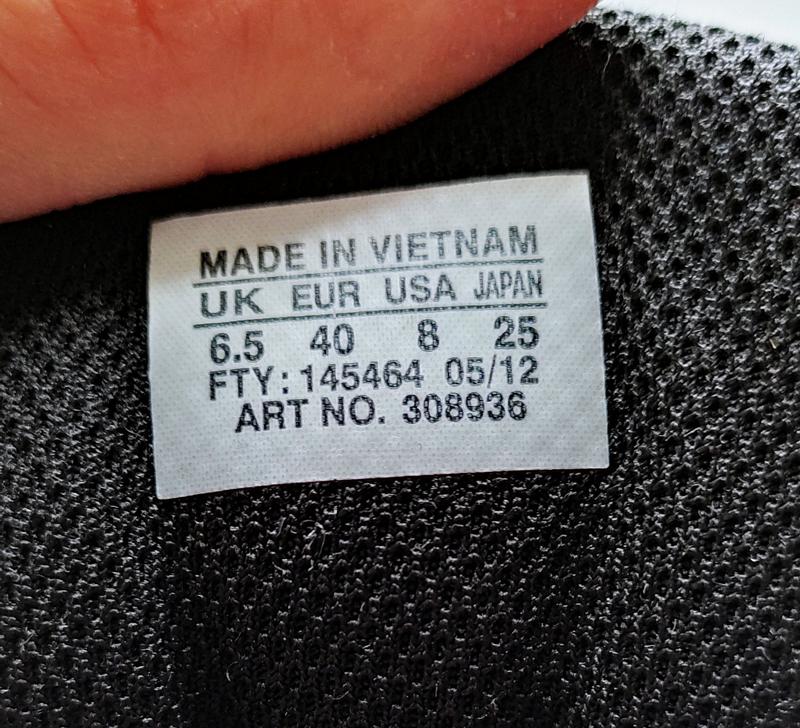 MADE IN VIETNAM
UK EUR USA JAPAN
6.5 40 8 25
FTY: 145464 05/12
ART NO. 308936